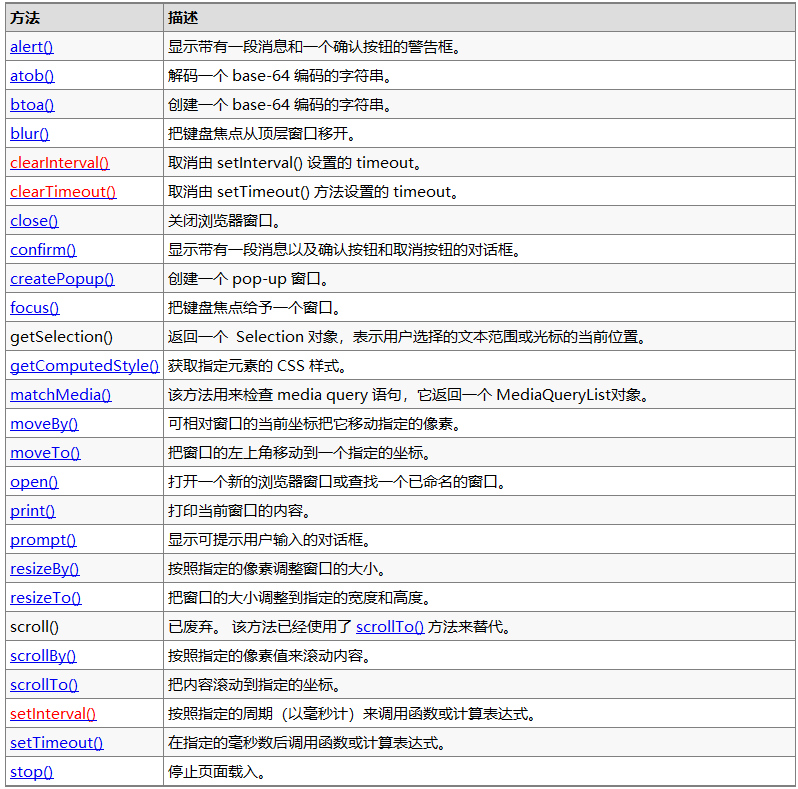 方法 描述
alert() 显示带有一段消息和一个确认按钮的警告框。
atob() 解码一个 base-64 编码的字符串。
btoa() 创建一个 base-64 编码的字符串。
blur() 把键盘焦点从顶层窗口移开。
clearInterval() 取消由 setInterval() 设置的 timeout。
clearTimeout() 取消由 setTimeout() 方法设置的 timeout。
close() 关闭浏览器窗口。
confirm() 显示带有一段消息以及确认按钮和取消按钮的对话框。
createPopup() 创建一个 pop-up 窗口。
focus() 把键盘焦点给予一个窗口。
getSelection() 返回一个 Selection 对象，表示用户选择的文本范围或光标的当前位置。
getComputedStyle() 获取指定元素的 CSS 样式。
matchMedia() 该方法用来检查 media query 语句，它返回一个 MediaQueryList对象。
moveBy() 可相对窗口的当前坐标把它移动指定的像素。
moveTo() 把窗口的左上角移动到一个指定的坐标。
open() 打开一个新的浏览器窗口或查找一个已命名的窗口。
print() 打印当前窗口的内容。
prompt() 显示可提示用户输入的对话框。
resizeBy() 按照指定的像素调整窗口的大小。
resizeTo() 把窗口的大小调整到指定的宽度和高度。
scroll() 已废弃。 该方法已经使用了 scrollTo() 方法来替代。
scrollBy() 按照指定的像素值来滚动内容。
scrollTo() 把内容滚动到指定的坐标。
setInterval() 按照指定的周期（以毫秒计）来调用函数或计算表达式。
setTimeout() 在指定的毫秒数后调用函数或计算表达式。
stop() 停止页面载入。